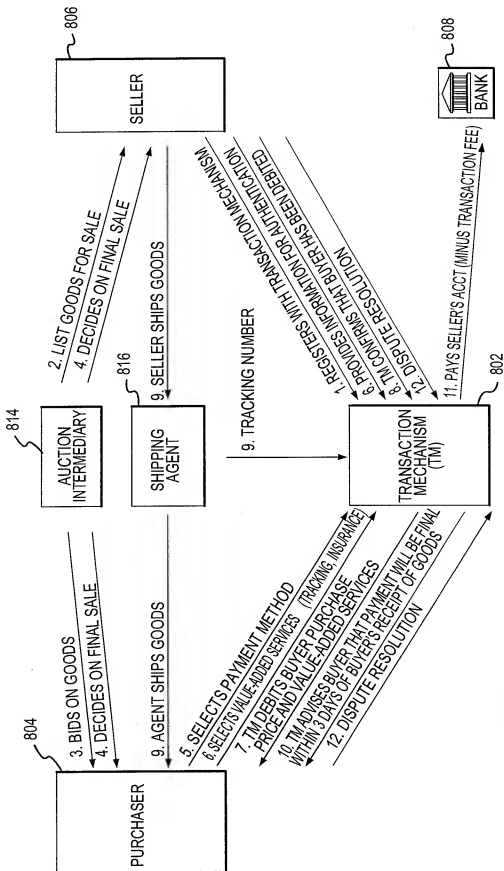 804
PURCHASER
3. BIDS ON GOODS
4. DECIDES ON FINAL SALE
814
AUCTION
INTERMEDIARY
2. LIST GOODS FOR SALE
4. DECIDES ON FINAL SALE
806
SELLER
9. AGENT SHIPS GOODS
816
SHIPPING
AGENT
9. SELLER SHIPS GOODS
5. SELECTS PAYMENT METHOD
6. SELECTS VALUE-ADDED SERVICES (TRACKING, INSURANCE)
7. TM DEBITS BUYER PURCHASE
PRICE AND VALUE-ADDED SERVICES
10. TM ADVISES BUYER THAT PAYMENT WILL BE FINAL
WITHIN 3 DAYS OF BUYER'S RECEIPT OF GOODS
12. DISPUTE RESOLUTION
9. TRACKING NUMBER
1. REGISTERS WITH TRANSACTION MECHANISM
6. PROVIDES INFORMATION FOR AUTHENTICATION
8. TM CONFIRMS THAT BUYER HAS BEEN DEBITED
12. DISPUTE RESOLUTION
TRANSACTION
MECHANISM
(TM)
802
11. PAYS SELLER'S ACCT (MINUS TRANSACTION FEE)
808
BANK